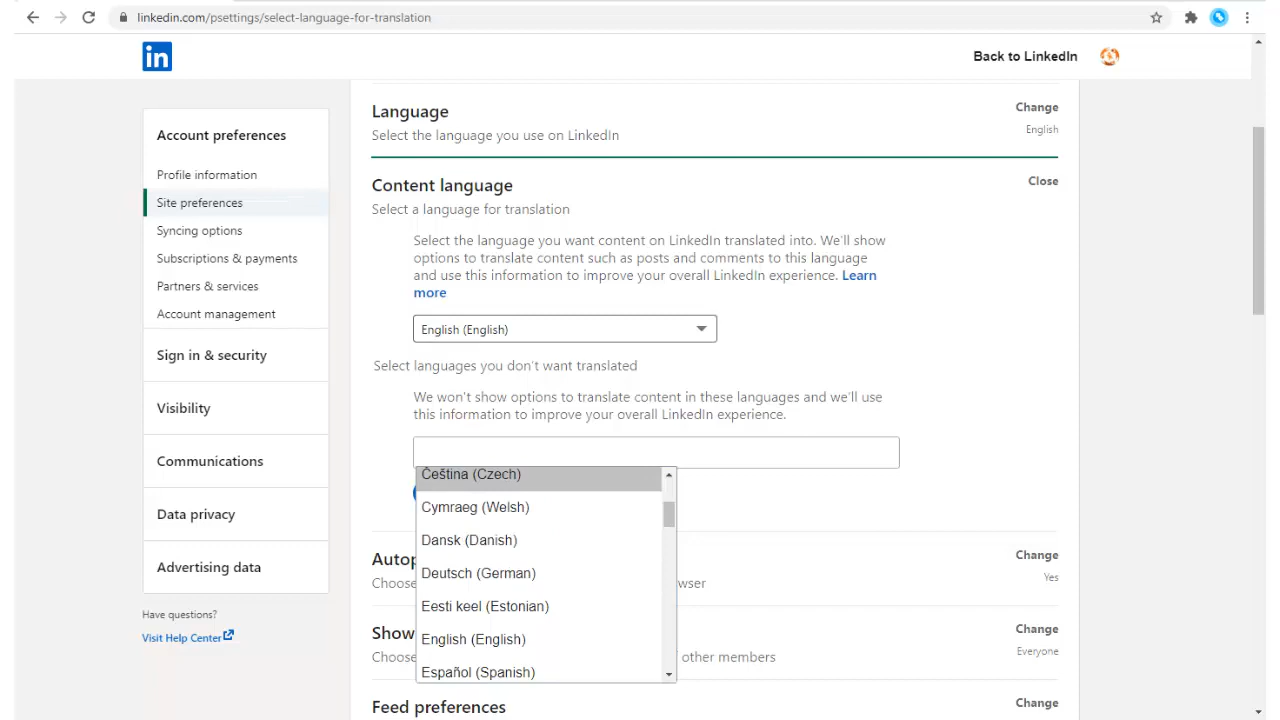 linkedin.com/psettings/select-language-for-translation
in
Back to LinkedIn
Account preferences
Profile information
Site preferences
Syncing options
Subscriptions & payments
Partners & services
Account management
Sign in & security
Visibility
Communications
Data privacy
Advertising data
Have questions?
Visit Help Center
Language
Change
Select the language you use on LinkedIn
English
Content language
Close
Select a language for translation
Select the language you want content on LinkedIn translated into. We'll show
options to translate content such as posts and comments to this language
and use this information to improve your overall LinkedIn experience. Learn
more
English (English)
Select languages you don't want translated
We won't show options to translate content in these languages and we'll use
this information to improve your overall LinkedIn experience.
Čeština (Czech)
Cymraeg (Welsh)
Dansk (Danish)
Deutsch (German)
Eesti keel (Estonian)
English (English)
Español (Spanish)
Autop
Change
Choose
wser
Yes
Show
Change
Choose
other members
Everyone
Feed preferences
Change